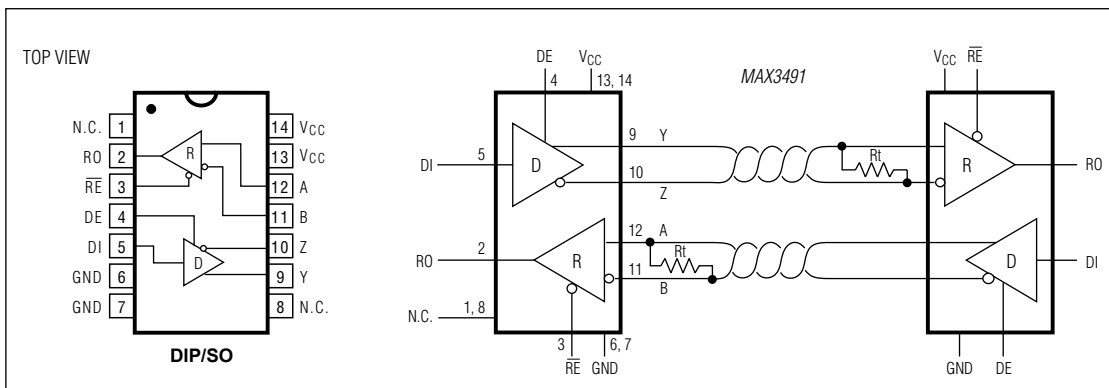 TOP VIEW
N.C. 1
RO 2
RE 3
DE 4
DI 5
GND 6
GND 7
14 VCC
13 VCC
12 A
11 B
10 Z
9 Y
8 N.C.
R
D
DIP/SO
MAX3491
DE
4
VCC
13, 14
DI
5
D
9 Y
10
Z
Rt
RO
2
R
12 A
11
B
Rt
N.C.
1, 8
3
RE
GND
6, 7
VCC
RE
R
RO
D
DI
GND
DE